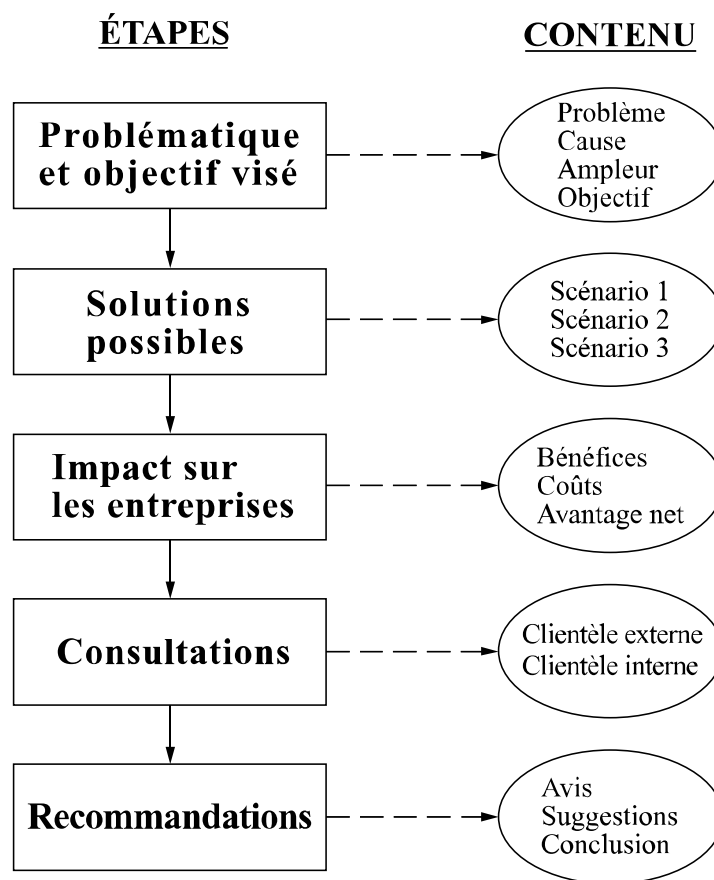 ÉTAPES
CONTENU
Problématique
et objectif visé
Problème
Cause
Ampleur
Objectif
Solutions
possibles
Scénario 1
Scénario 2
Scénario 3
Impact sur
les entreprises
Bénéfices
Coûts
Avantage net
Consultations
Clientèle externe
Clientèle interne
Recommandations
Avis
Suggestions
Conclusion